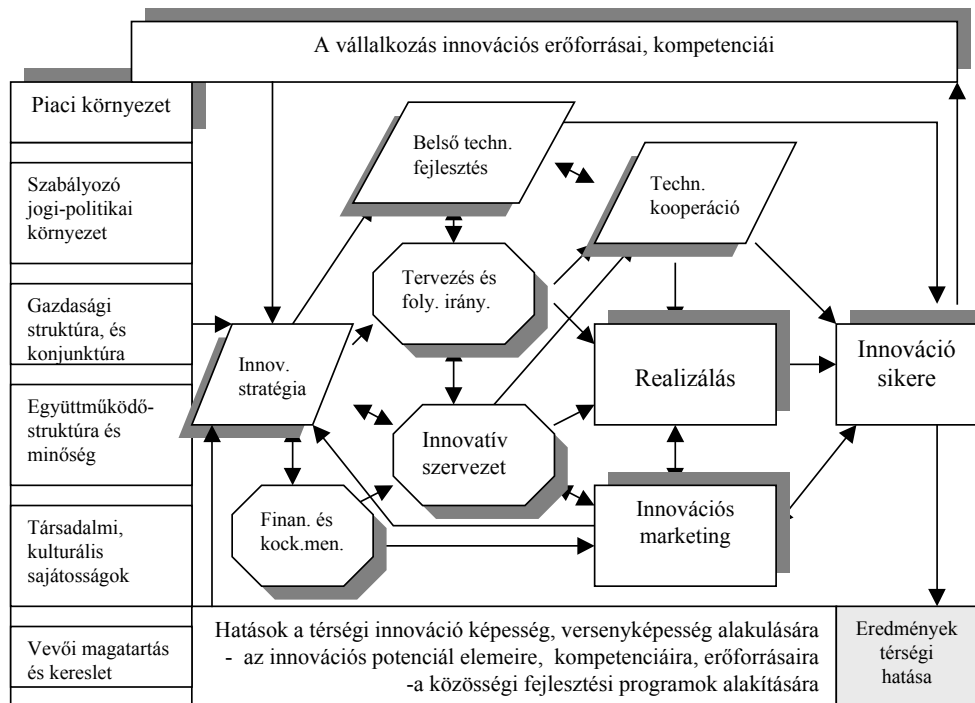 A vállalkozás innovációs erőforrásai, kompetenciái
Piaci környezet
Szabályozó
jogi-politikai
környezet
Gazdasági
struktúra, és
konjunktúra
Együttműködő-
struktúra és
minőség
Társadalmi,
kulturális
sajátosságok
Vevői magatartás
és kereslet
Belső techn.
fejlesztés
Techn.
kooperáció
Tervezés és
foly. irány.
Innov.
stratégia
Realizálás
Innováció
sikere
Innovatív
szervezet
Finan. és
kock.men.
Innovációs
marketing
Hatások a térségi innováció képesség, versenyképesség alakulására
- az innovációs potenciál elemeire, kompetenciáira, erőforrásaira
-a közösségi fejlesztési programok alakítására
Eredmények
térségi
hatása